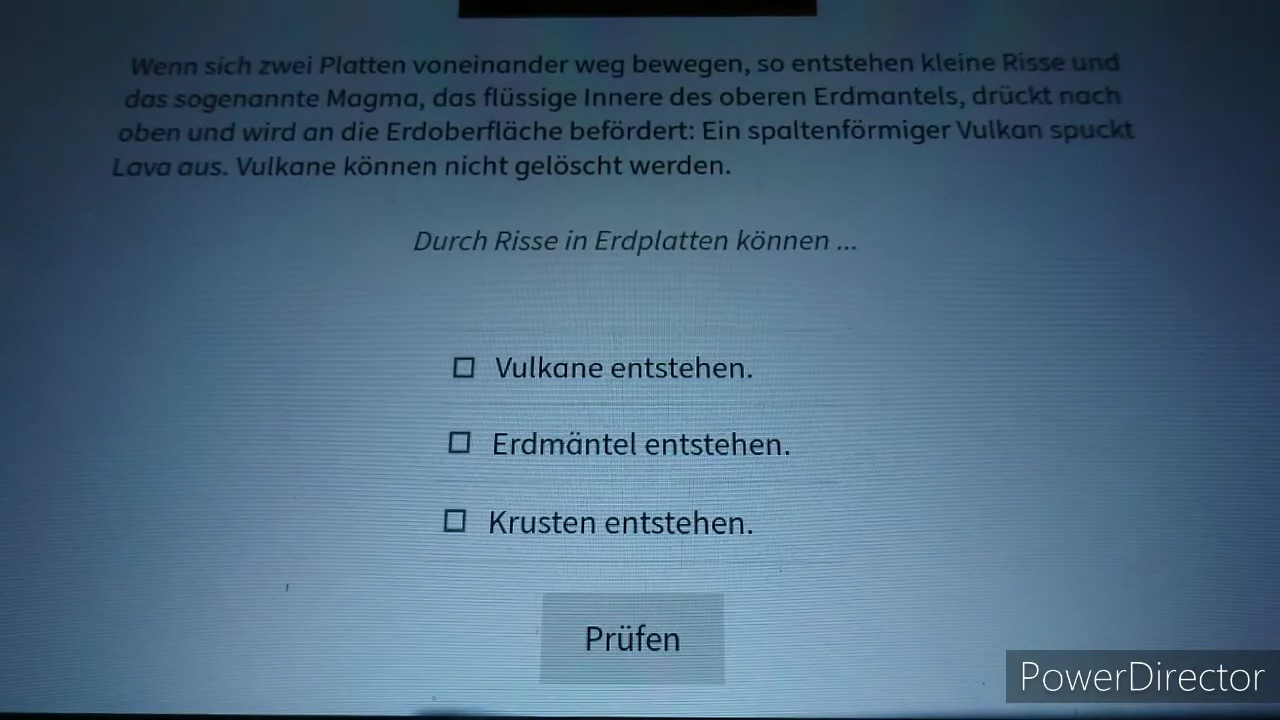 Wenn sich zwei Platten voneinander weg bewegen, so entstehen kleine Risse und
das sogenannte Magma, das flüssige Innere des oberen Erdmantels, drückt nach
oben und wird an die Erdoberfläche befördert: Ein spaltenförmiger Vulkan spuckt
Lava aus. Vulkane können nicht gelöscht werden.
Durch Risse in Erdplatten können ...
Vulkane entstehen.
Erdmäntel entstehen.
Krusten entstehen.
Prüfen
PowerDirector